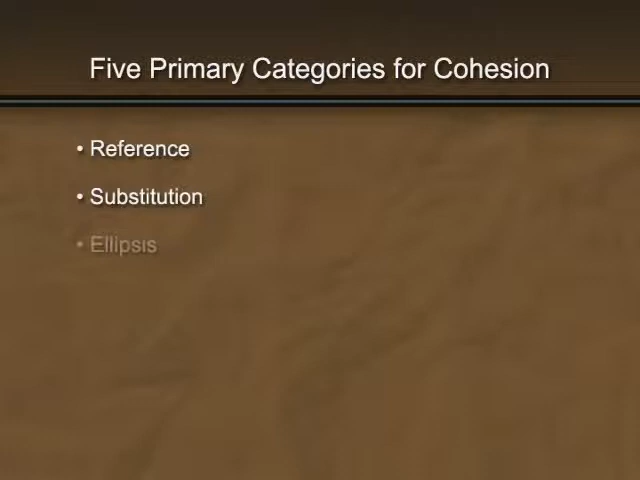 Five Primary Categories for Cohesion
• Reference
• Substitution
• Ellipsis